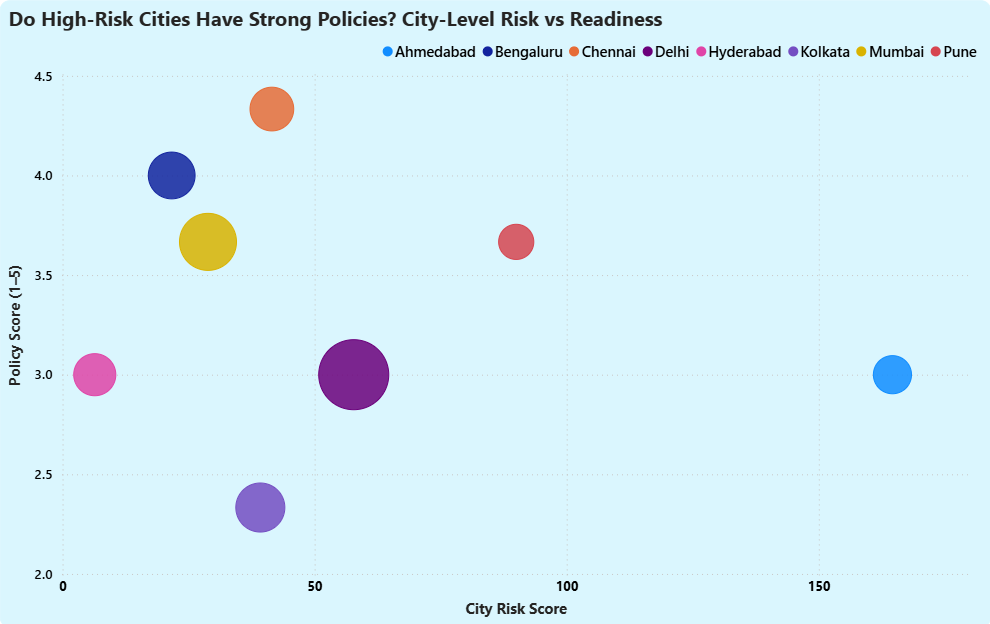 Do High-Risk Cities Have Strong Policies? City-Level Risk vs Readiness
Ahmedabad Bengaluru Chennai Delhi Hyderabad Kolkata Mumbai Pune
4.5
4.0
3.5
3.0
2.5
2.0
Policy Score (1–5)
0 50 100 150
City Risk Score